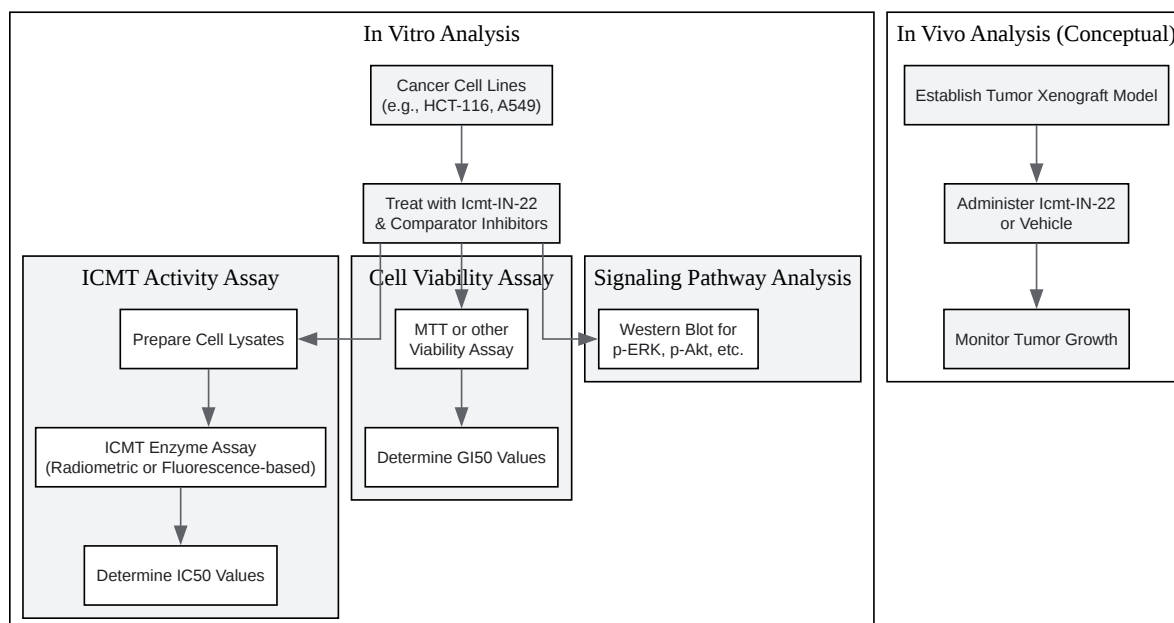 In Vitro Analysis
Cancer Cell Lines
(e.g., HCT-116, A549)
Treat with Icmt-IN-22
& Comparator Inhibitors
ICMT Activity Assay
Prepare Cell Lysates
ICMT Enzyme Assay
(Radiometric or Fluorescence-based)
Determine IC50 Values
Cell Viability Assay
MTT or other
Viability Assay
Determine GI50 Values
Signaling Pathway Analysis
Western Blot for
p-ERK, p-Akt, etc.
In Vivo Analysis (Conceptual)
Establish Tumor Xenograft Model
Administer Icmt-IN-22
or Vehicle
Monitor Tumor Growth